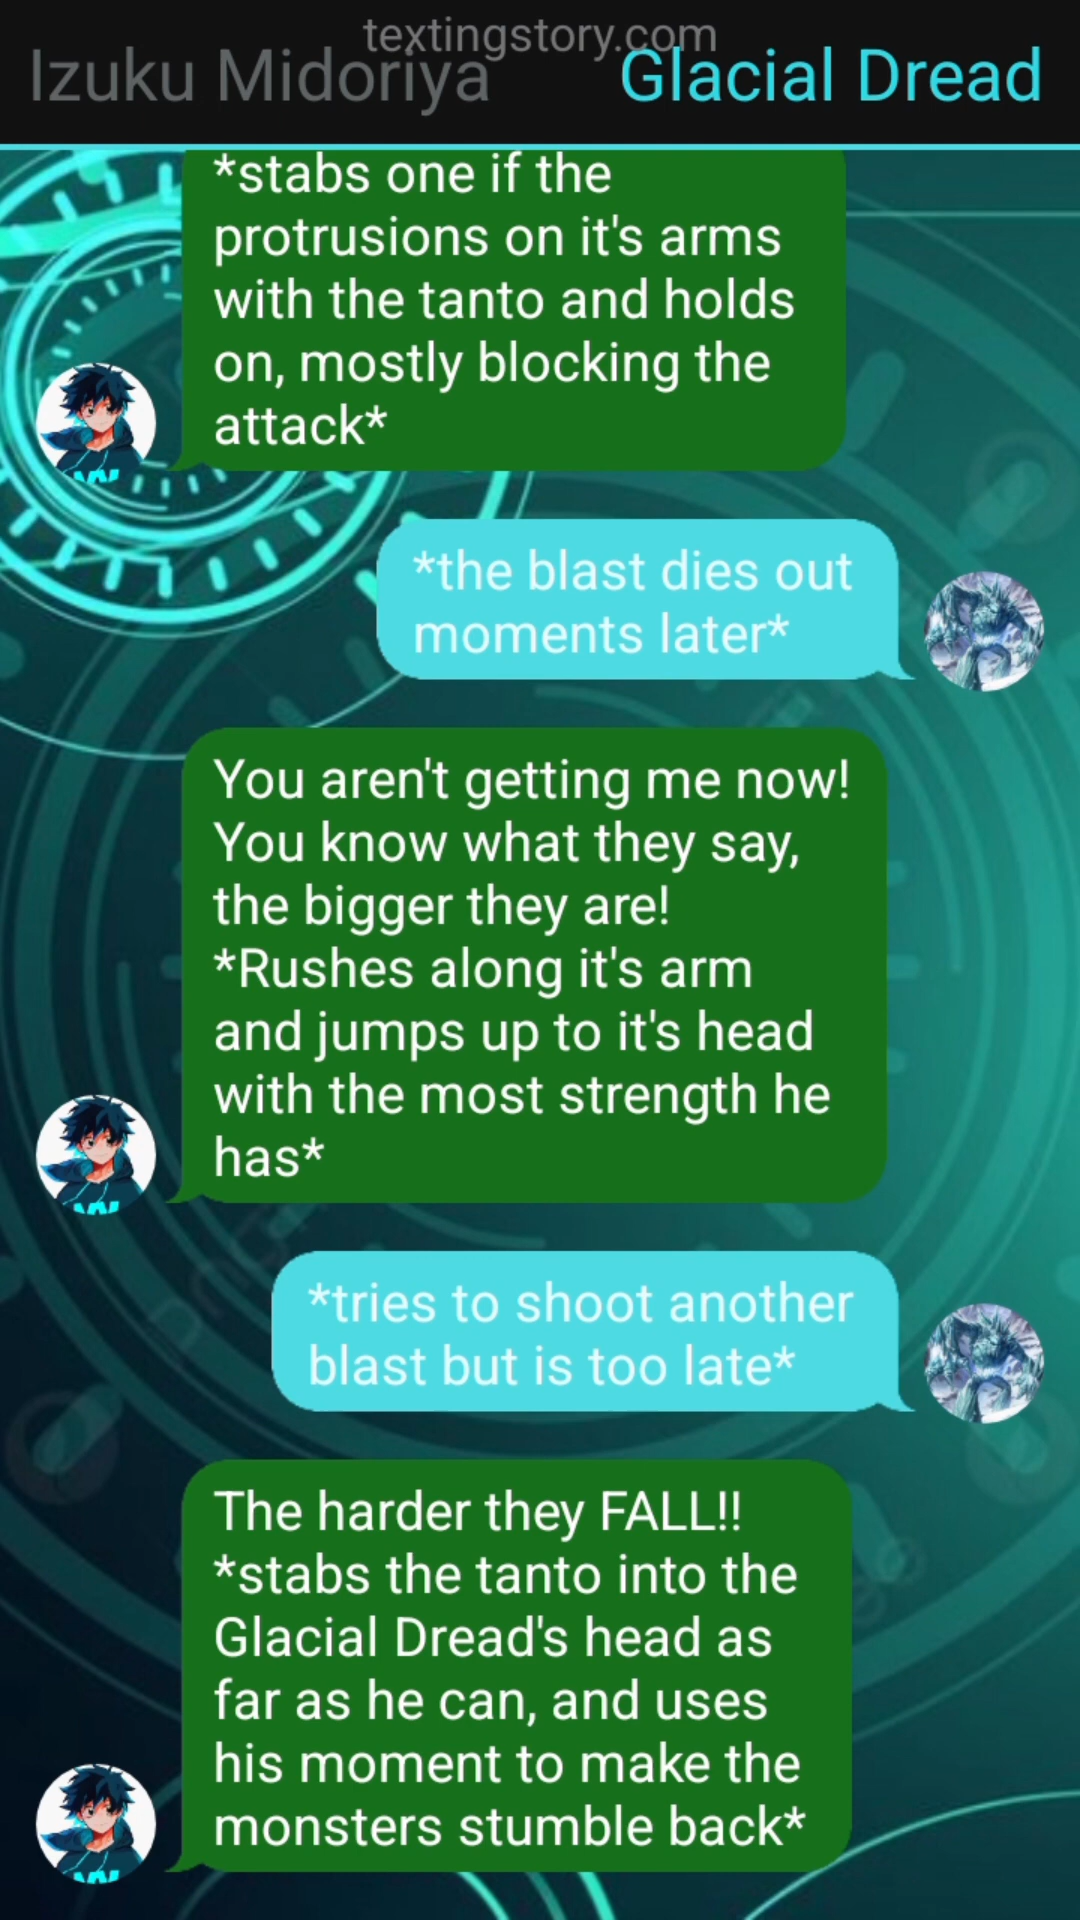 textingstory.com
Izuku Midoriya
Glacial Dread
*stabs one if the
protrusions on it's arms
with the tanto and holds
on, mostly blocking the
attack*
*the blast dies out
moments later*
You aren't getting me now!
You know what they say,
the bigger they are!
*Rushes along it's arm
and jumps up to it's head
with the most strength he
has*
*tries to shoot another
blast but is too late*
The harder they FALL!!
*stabs the tanto into the
Glacial Dread's head as
far as he can, and uses
his moment to make the
monsters stumble back*